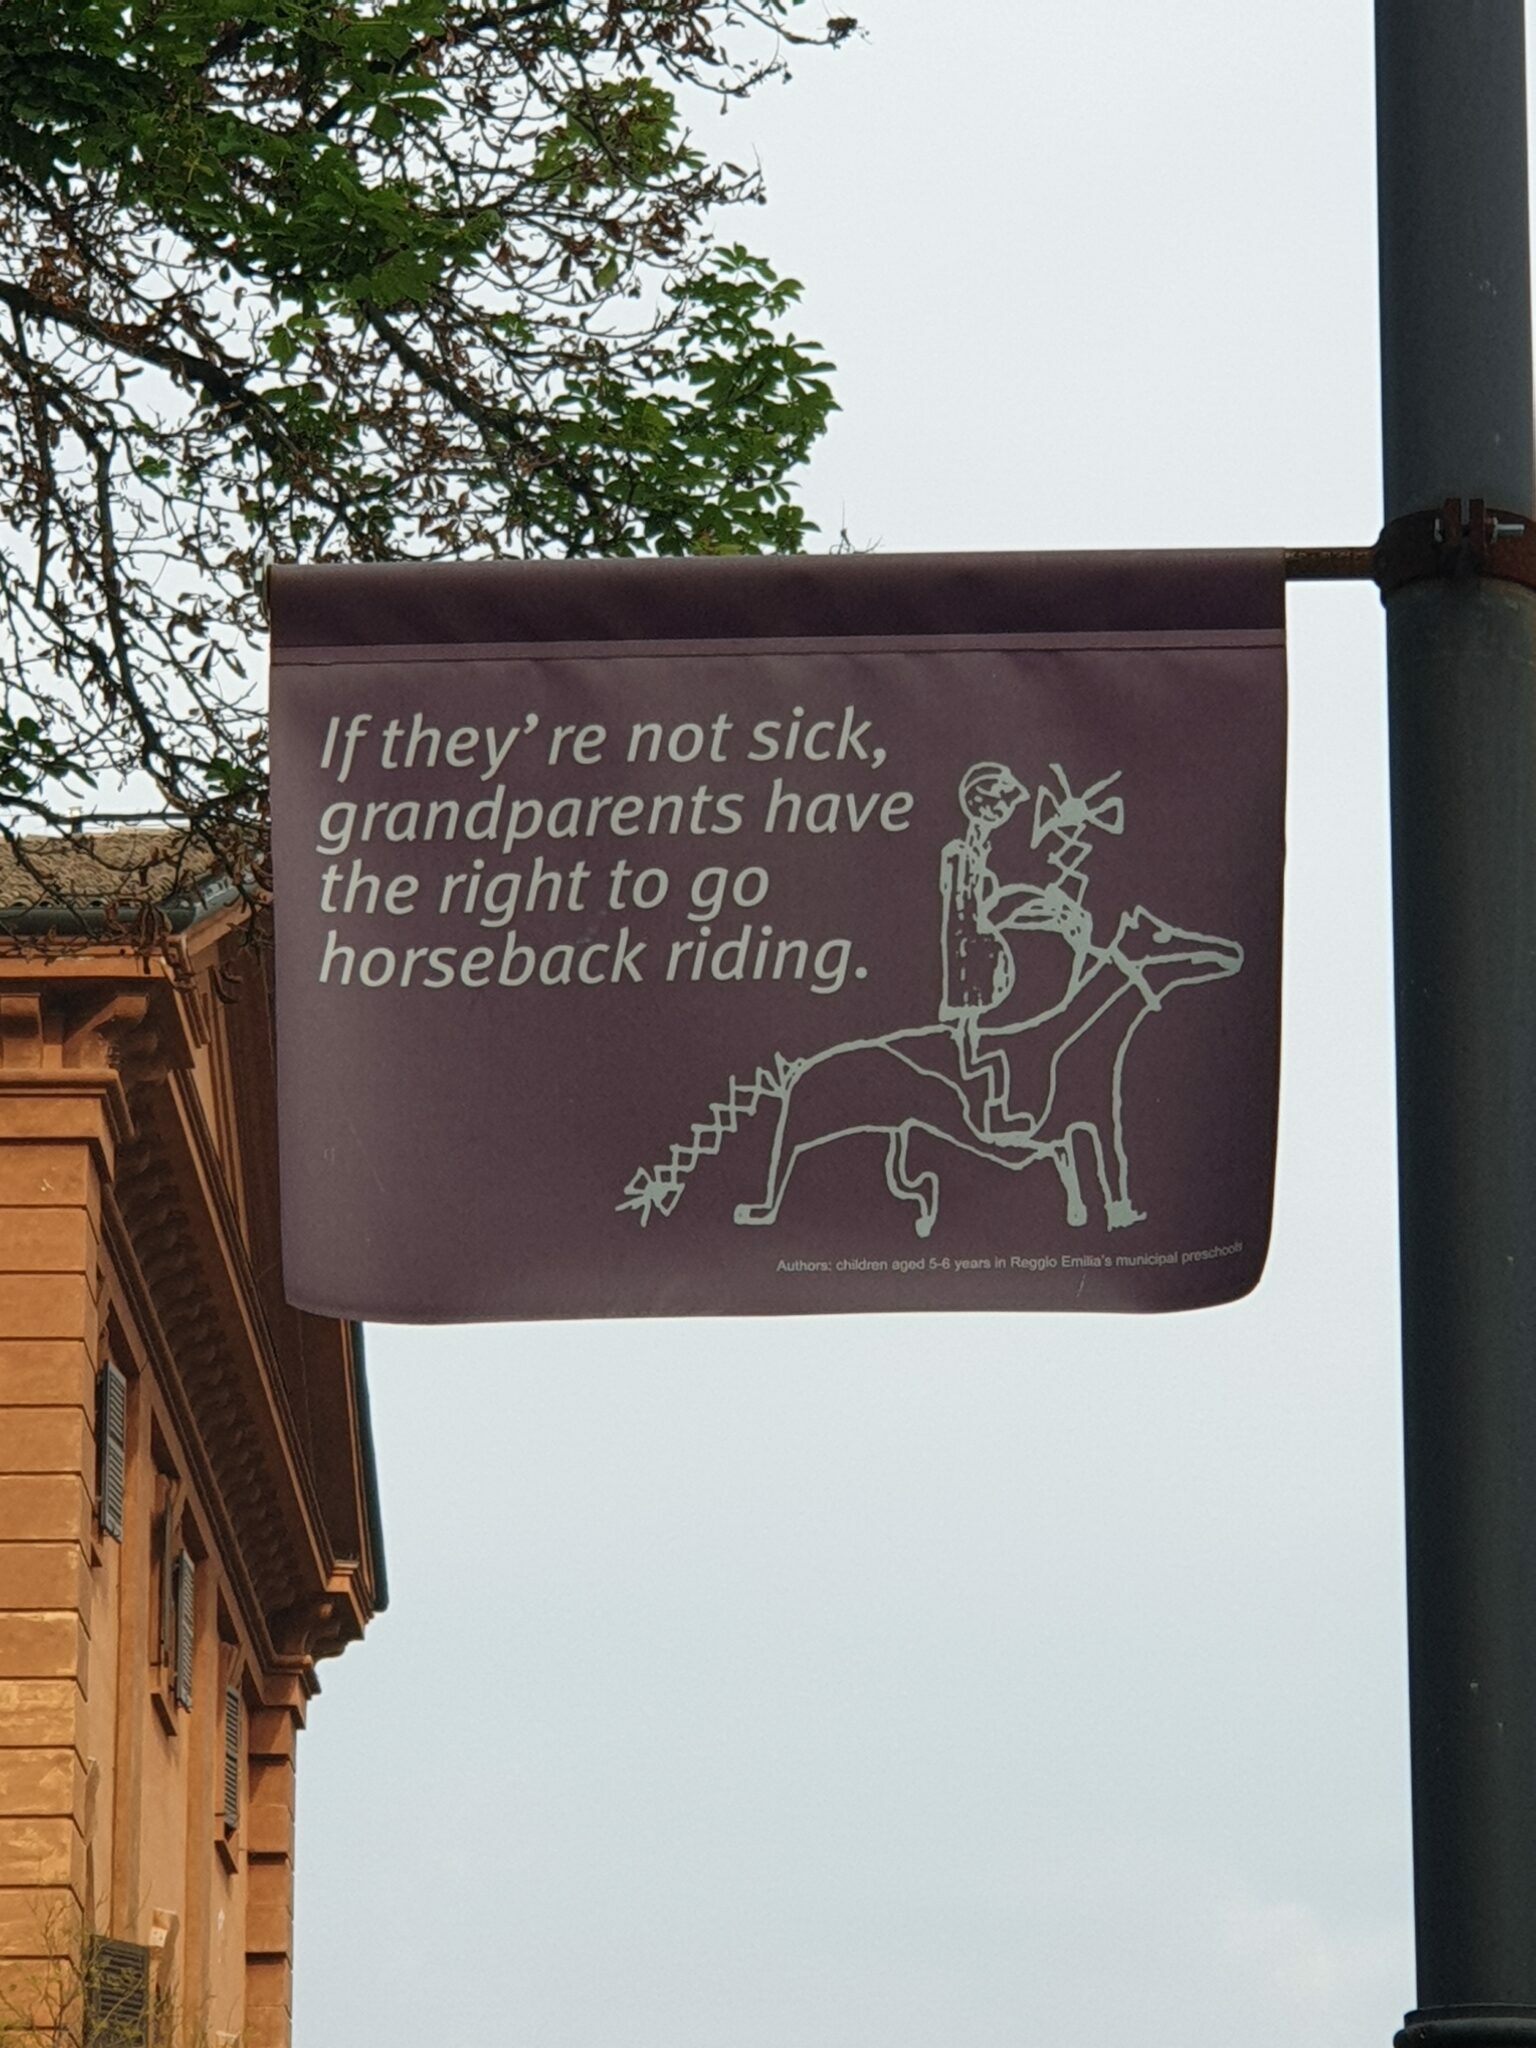 If they're not sick,
grandparents have
the right to go
horseback riding.
Authors: children aged 5-6 years in Reggio Emilia's municipal preschools